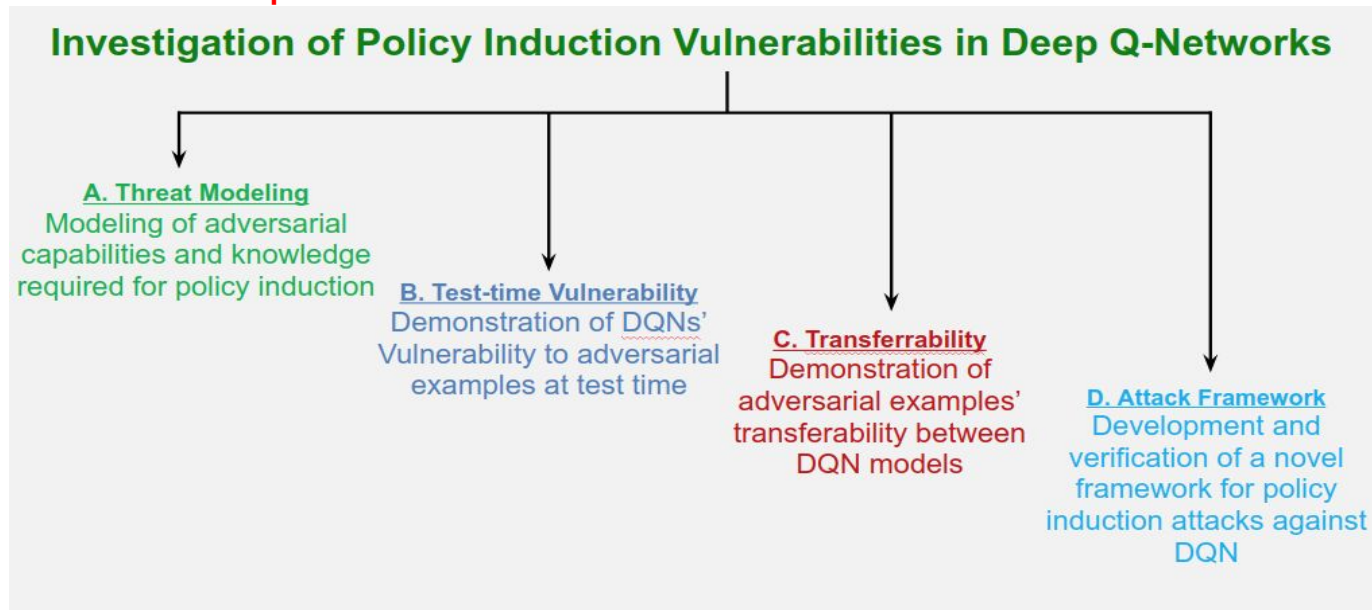 Investigation of Policy Induction Vulnerabilities in Deep Q-Networks
A. Threat Modeling
Modeling of adversarial
capabilities and knowledge
required for policy induction
B. Test-time Vulnerability
Demonstration of DQNs’
Vulnerability to adversarial
examples at test time
C. Transferrability
Demonstration of
adversarial examples’
transferability between
DQN models
D. Attack Framework
Development and
verification of a novel
framework for policy
induction attacks against
DQN